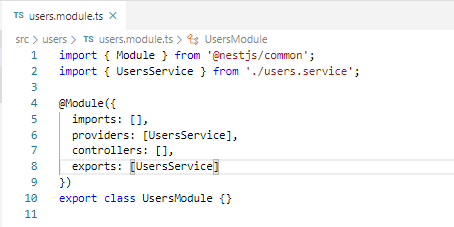 TS users.module.ts ×
src > users > TS users.module.ts > UsersModule
1 import { Module } from '@nestjs/common';
2 import { UsersService } from './users.service';
3
4 @Module({
5   imports: [],
6   providers: [UsersService],
7   controllers: [],
8   exports: [UsersService]
9 })
10 export class UsersModule {}
11